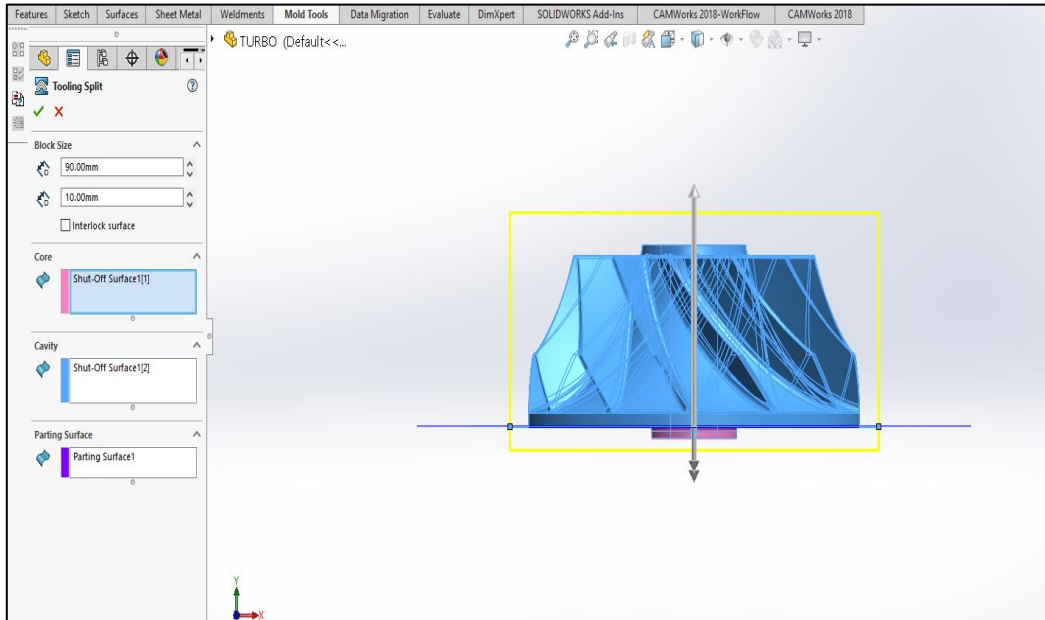 Features Sketch Surfaces Sheet Metal Weldments Mold Tools Data Migration Evaluate DimXpert SOLIDWORKS Add-Ins CAMWorks 2018-WorkFlow CAMWorks 2018
TURBO (Default<<...
Tooling Split
Block Size
90.00mm
10.00mm
Interlock surface
Core
Shut-Off Surface1[1]
Cavity
Shut-Off Surface1[2]
Parting Surface
Parting Surface1
Y
X